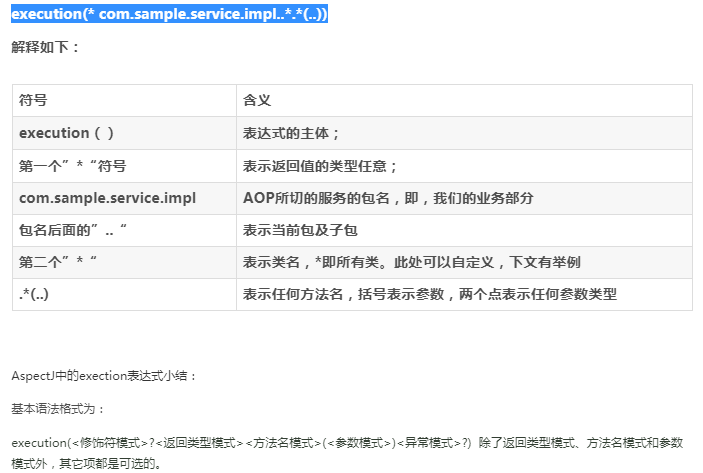 execution(* com.sample.service.impl..*.*(..))
解释如下：
符号 含义
execution（ ） 表达式的主体；
第一个”*“符号 表示返回值的类型任意；
com.sample.service.impl AOP所切的服务的包名，即，我们的业务部分
包名后面的”..“ 表示当前包及子包
第二个”*“ 表示类名，*即所有类。此处可以自定义，下文有举例
.*(..) 表示任何方法名，括号表示参数，两个点表示任何参数类型
AspectJ中的exection表达式小结：
基本语法格式为：
execution(<修饰符模式>?<返回类型模式><方法名模式>(<参数模式>)<异常模式>?) 除了返回类型模式、方法名模式和参数
模式外，其它项都是可选的。